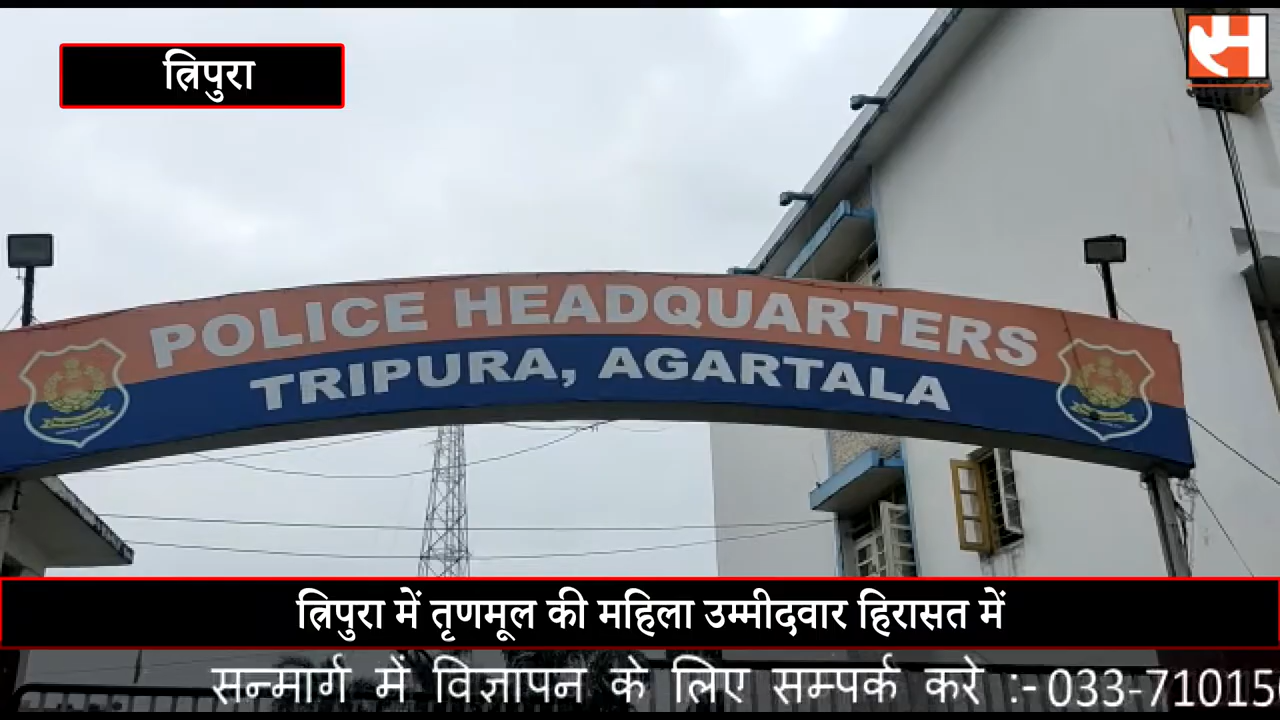 त्रिपुरा
POLICE HEADQUARTERS
TRIPURA, AGARTALA
त्रिपुरा में तृणमूल की महिला उम्मीदवार हिरासत में
सन्मार्ग में विज्ञापन के लिए सम्पर्क करे :- 033-71015